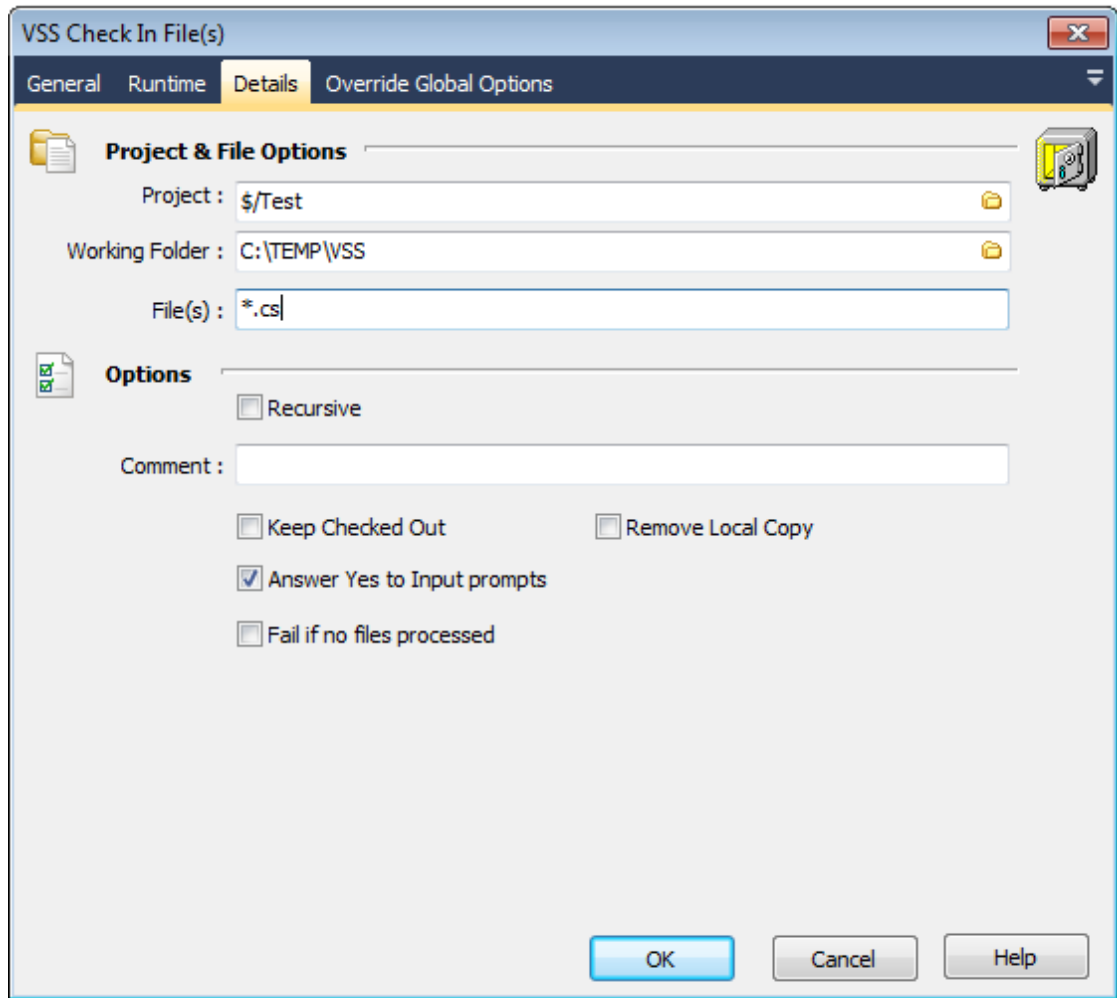 VSS Check In File(s)
General Runtime Details Override Global Options
Project & File Options
Project : $/Test
Working Folder : C:\TEMP\VSS
File(s) : *.cs
Options
Recursive
Comment :
Keep Checked Out Remove Local Copy
Answer Yes to Input prompts
Fail if no files processed
OK Cancel Help